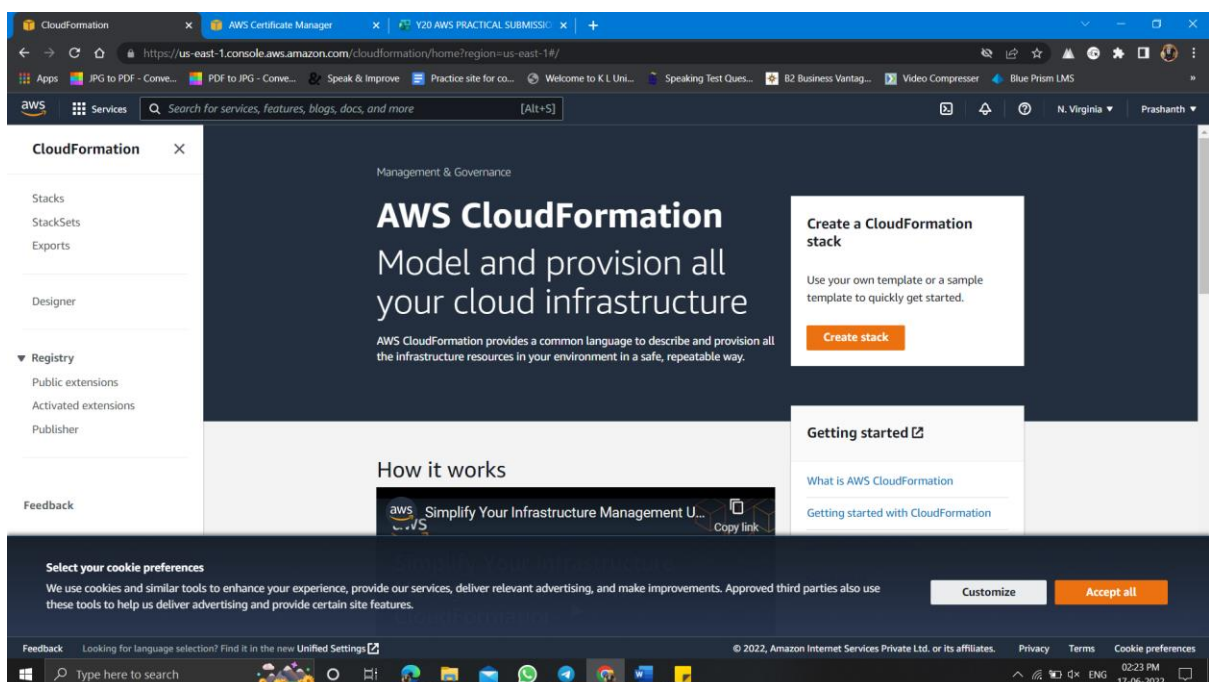 CloudFormation
AWS Certificate Manager
Y20 AWS PRACTICAL SUBMISSIO
https://us-east-1.console.aws.amazon.com/cloudformation/home?region=us-east-1#/
Apps
JPG to PDF - Conve...
PDF to JPG - Conve...
Speak & Improve
Practice site for co...
Welcome to K L Uni...
Speaking Test Ques...
B2 Business Vantag...
Video Compresser
Blue Prism LMS
»
aws
Services
Search for services, features, blogs, docs, and more
[Alt+S]
N. Virginia
Prashanth
CloudFormation
Stacks
StackSets
Exports
Designer
Registry
Public extensions
Activated extensions
Publisher
Feedback
Management & Governance
AWS CloudFormation
Model and provision all
your cloud infrastructure
AWS CloudFormation provides a common language to describe and provision all
the infrastructure resources in your environment in a safe, repeatable way.
Create a CloudFormation
stack
Use your own template or a sample
template to quickly get started.
Create stack
Getting started
What is AWS CloudFormation
Getting started with CloudFormation
How it works
aws
Simplify Your Infrastructure Management U...
Copy link
Select your cookie preferences
We use cookies and similar tools to enhance your experience, provide our services, deliver relevant advertising, and make improvements. Approved third parties also use
these tools to help us deliver advertising and provide certain site features.
Customize
Accept all
Feedback
Looking for language selection? Find it in the new Unified Settings
© 2022, Amazon Internet Services Private Ltd. or its affiliates.
Privacy
Terms
Cookie preferences
Type here to search
ENG
02:23 PM
17-06-2022